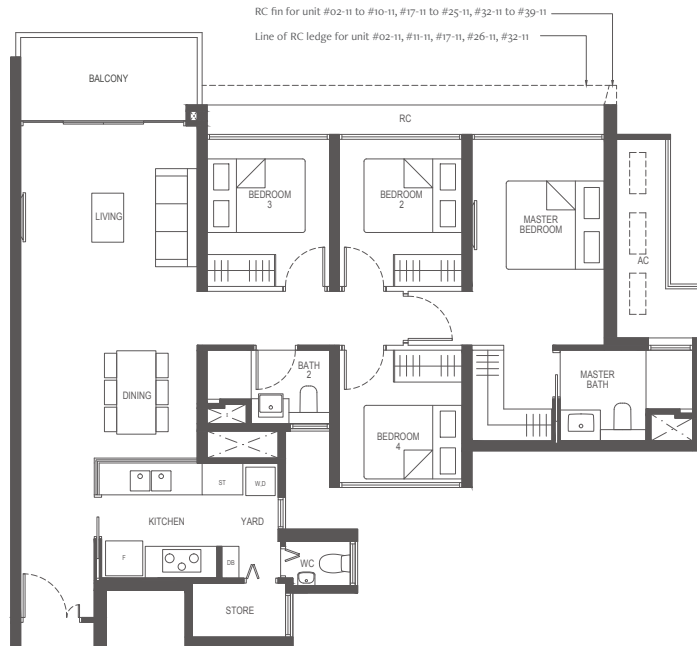 RC fin for unit #02-11 to #10-11, #17-11 to #25-11, #32-11 to #39-11
Line of RC ledge for unit #02-11, #11-11, #17-11, #26-11, #32-11
BALCONY
RC
LIVING
BEDROOM
3
BEDROOM
2
MASTER
BEDROOM
AC
DINING
BATH
2
MASTER
BATH
BEDROOM
4
ST
W.D
KITCHEN
YARD
F
DB
WC
STORE